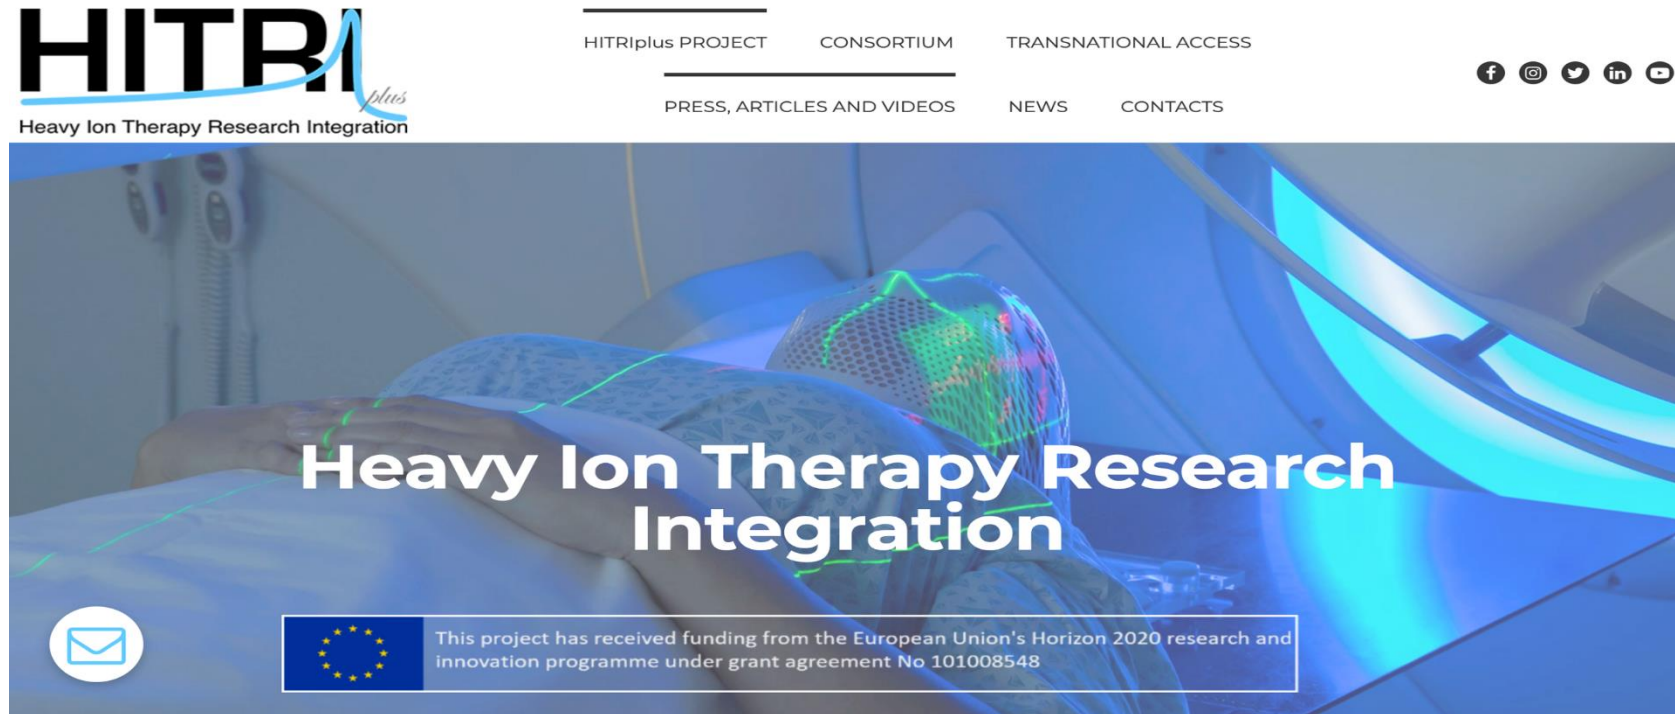 HITRI
plus
Heavy Ion Therapy Research Integration
HITRIplus PROJECT CONSORTIUM TRANSNATIONAL ACCESS
PRESS, ARTICLES AND VIDEOS NEWS CONTACTS
Heavy Ion Therapy Research
Integration
This project has received funding from the European Union's Horizon 2020 research and
innovation programme under grant agreement No 101008548